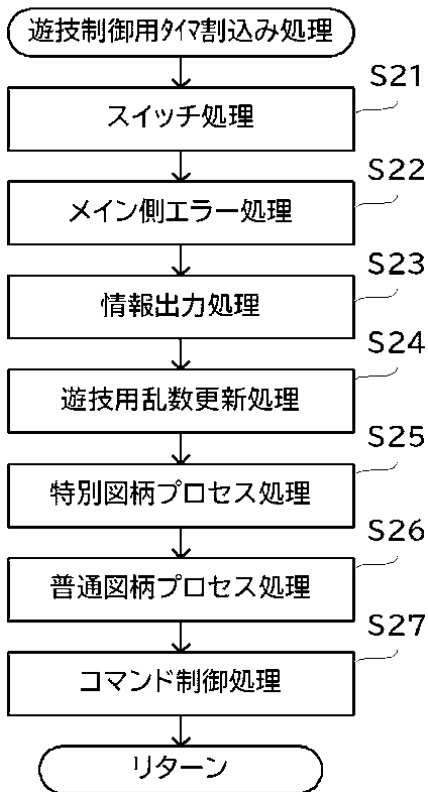 遊技制御用ﾀｲﾏ割込み処理
S21
スイッチ処理
S22
メイン側エラー処理
S23
情報出力処理
S24
遊技用乱数更新処理
S25
特別図柄プロセス処理
S26
普通図柄プロセス処理
S27
コマンド制御処理
リターン